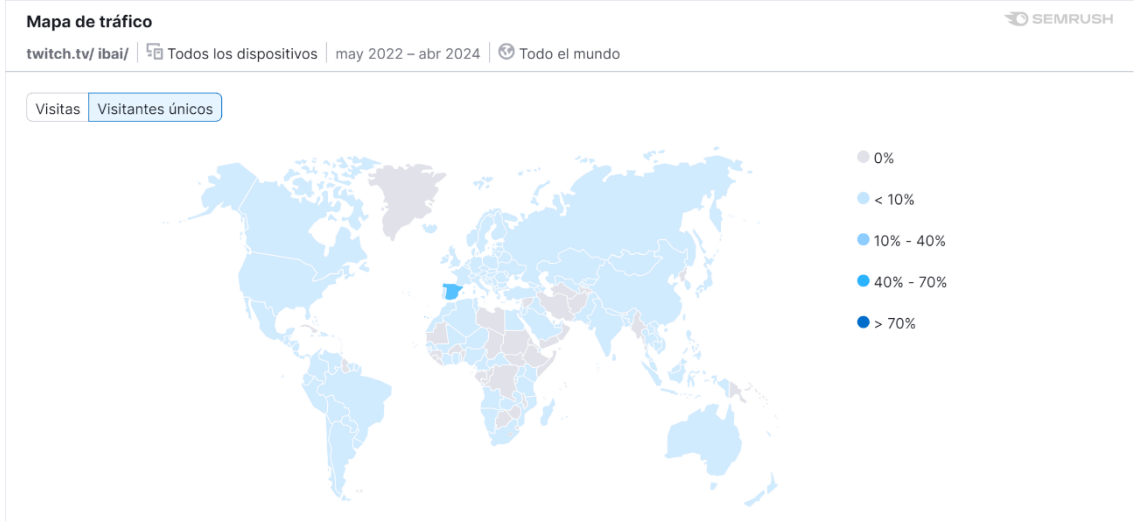 Mapa de tráfico
SEMRUSH
twitch.tv/ ibai/ Todos los dispositivos may 2022 – abr 2024 Todo el mundo
Visitas Visitantes únicos
0%
< 10%
10% - 40%
40% - 70%
> 70%